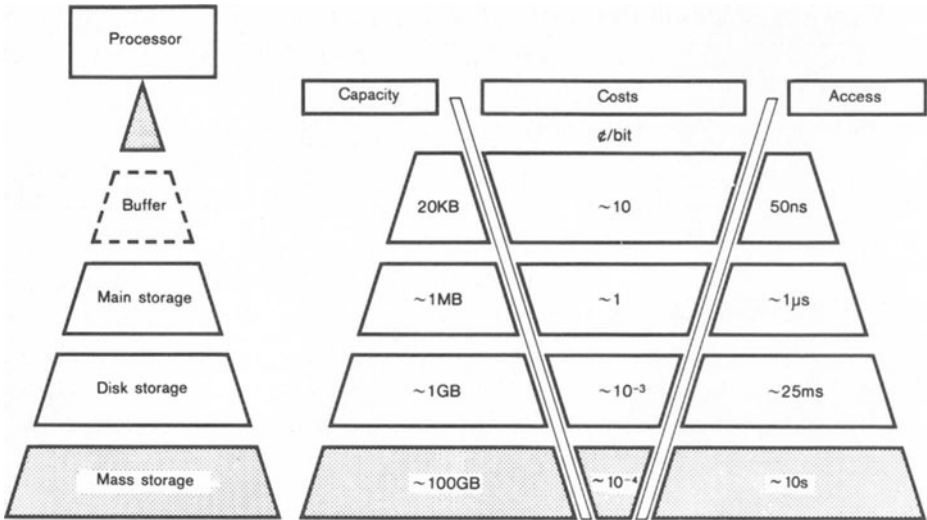 Processor
Capacity Costs Access
¢/bit
Buffer 20KB ~10 50ns
Main storage ~1MB ~1 ~1µs
Disk storage ~1GB ~10⁻³ ~25ms
Mass storage ~100GB ~10⁻⁴ ~10s